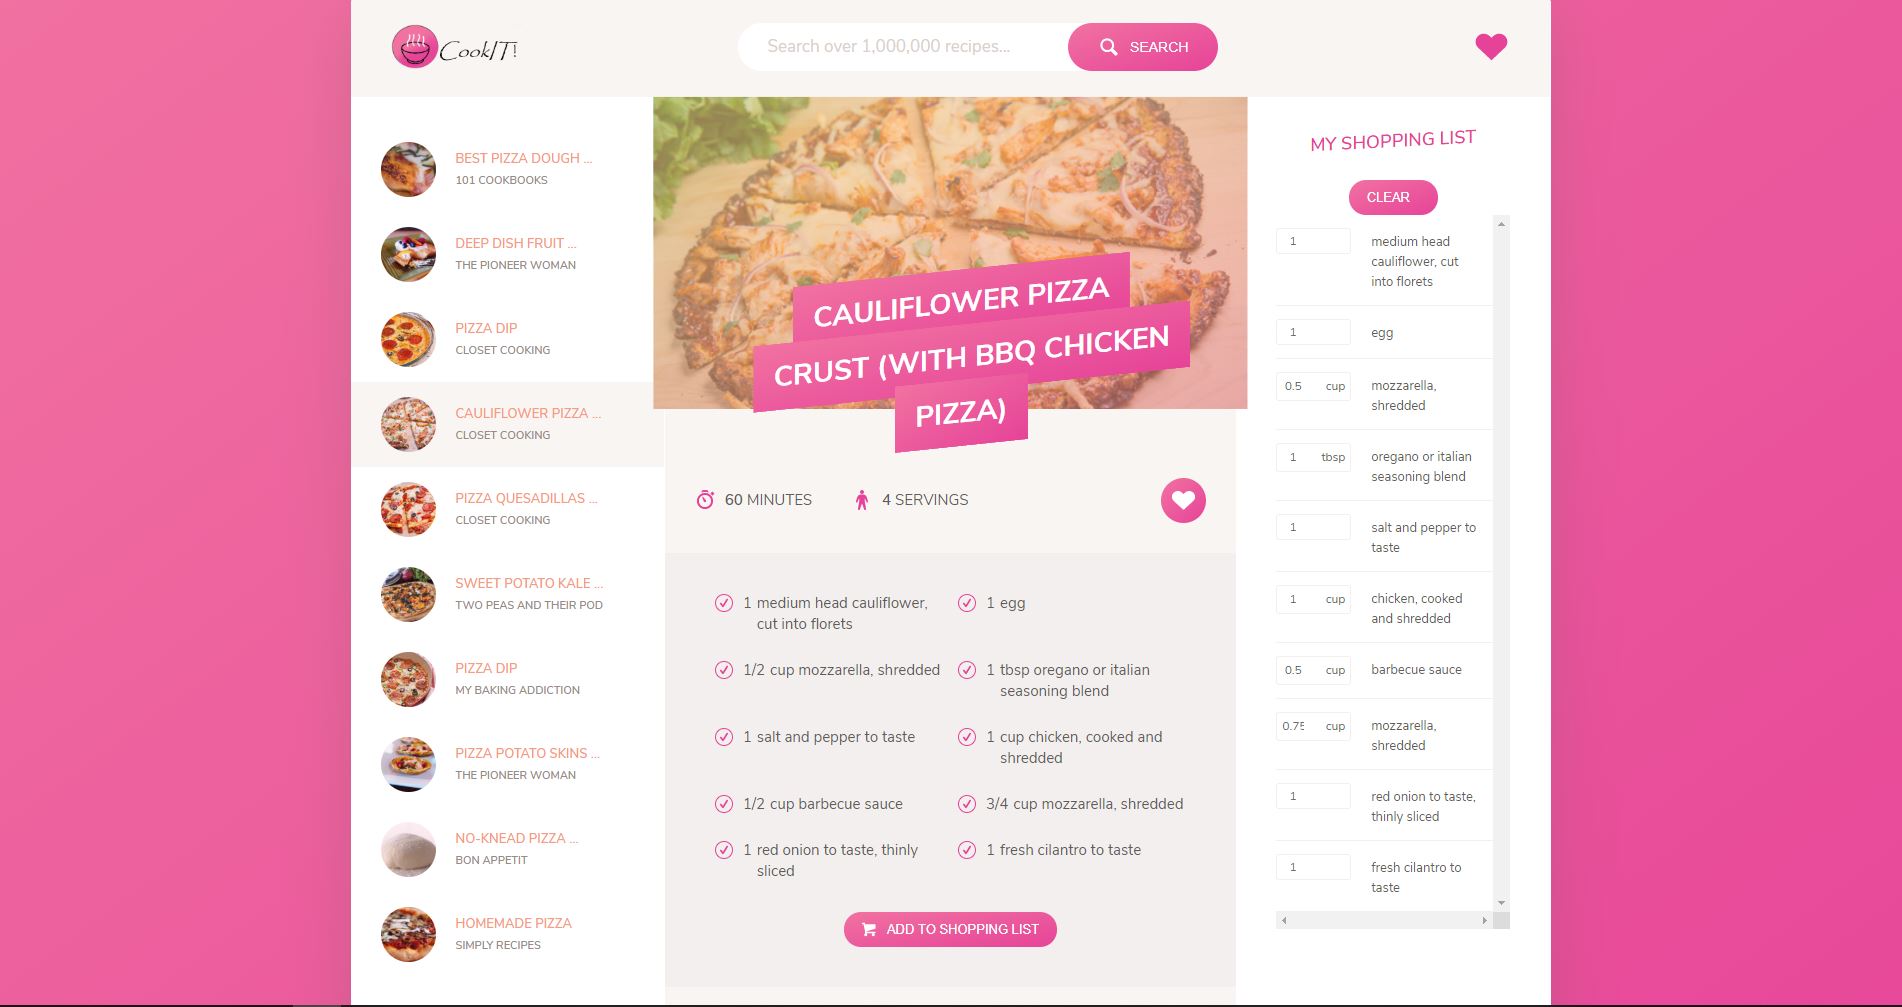 CookIT!
Search over 1,000,000 recipes...
SEARCH
BEST PIZZA DOUGH ...
101 COOKBOOKS
DEEP DISH FRUIT ...
THE PIONEER WOMAN
PIZZA DIP
CLOSET COOKING
CAULIFLOWER PIZZA ...
CLOSET COOKING
PIZZA QUESADILLAS ...
CLOSET COOKING
SWEET POTATO KALE ...
TWO PEAS AND THEIR POD
PIZZA DIP
MY BAKING ADDICTION
PIZZA POTATO SKINS ...
THE PIONEER WOMAN
NO-KNEAD PIZZA ...
BON APPETIT
HOMEMADE PIZZA
SIMPLY RECIPES
CAULIFLOWER PIZZA
CRUST (WITH BBQ CHICKEN
PIZZA)
60 MINUTES
4 SERVINGS
1 medium head cauliflower,
cut into florets
1 egg
1/2 cup mozzarella, shredded
1 tbsp oregano or italian
seasoning blend
1 salt and pepper to taste
1 cup chicken, cooked and
shredded
1/2 cup barbecue sauce
3/4 cup mozzarella, shredded
1 red onion to taste, thinly
sliced
1 fresh cilantro to taste
ADD TO SHOPPING LIST
MY SHOPPING LIST
CLEAR
1 medium head
cauliflower, cut
into florets
1 egg
0.5 cup mozzarella,
shredded
1 tbsp oregano or italian
seasoning blend
1 salt and pepper to
taste
1 cup chicken, cooked
and shredded
0.5 cup barbecue sauce
0.75 cup mozzarella,
shredded
1 red onion to taste,
thinly sliced
1 fresh cilantro to
taste